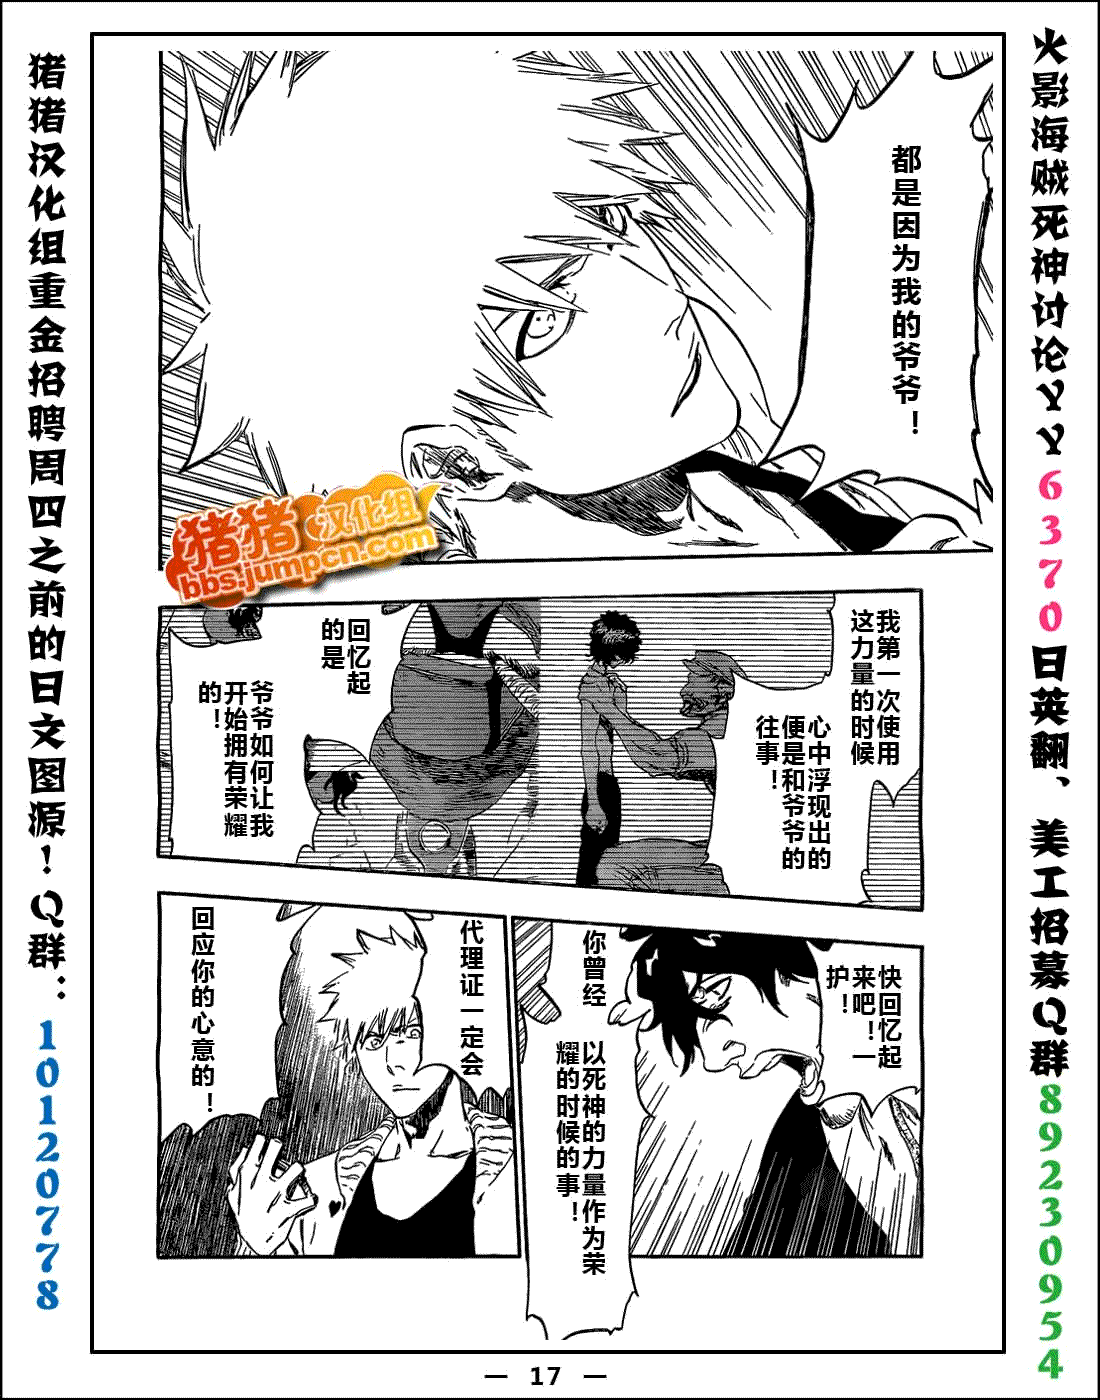 火影海贼死神讨论YY6370日英翻、美工招募Q群89230954
都是因为我的爷爷！
猪猪汉化组
bbs.jumpcn.com
我第一次使用
这力量的时候
心中浮现出的
便是和爷爷的
往事！
回忆起
的是
爷爷如何让我
开始拥有荣耀
的！
快回忆起
来吧！一
护！
你曾经
以死神的力量作为荣
耀的时候的事！
代理证一定会
回应你的心意的！
猪猪汉化组重金招聘周四之前的日文图源！Q群：101207778
— 17 —